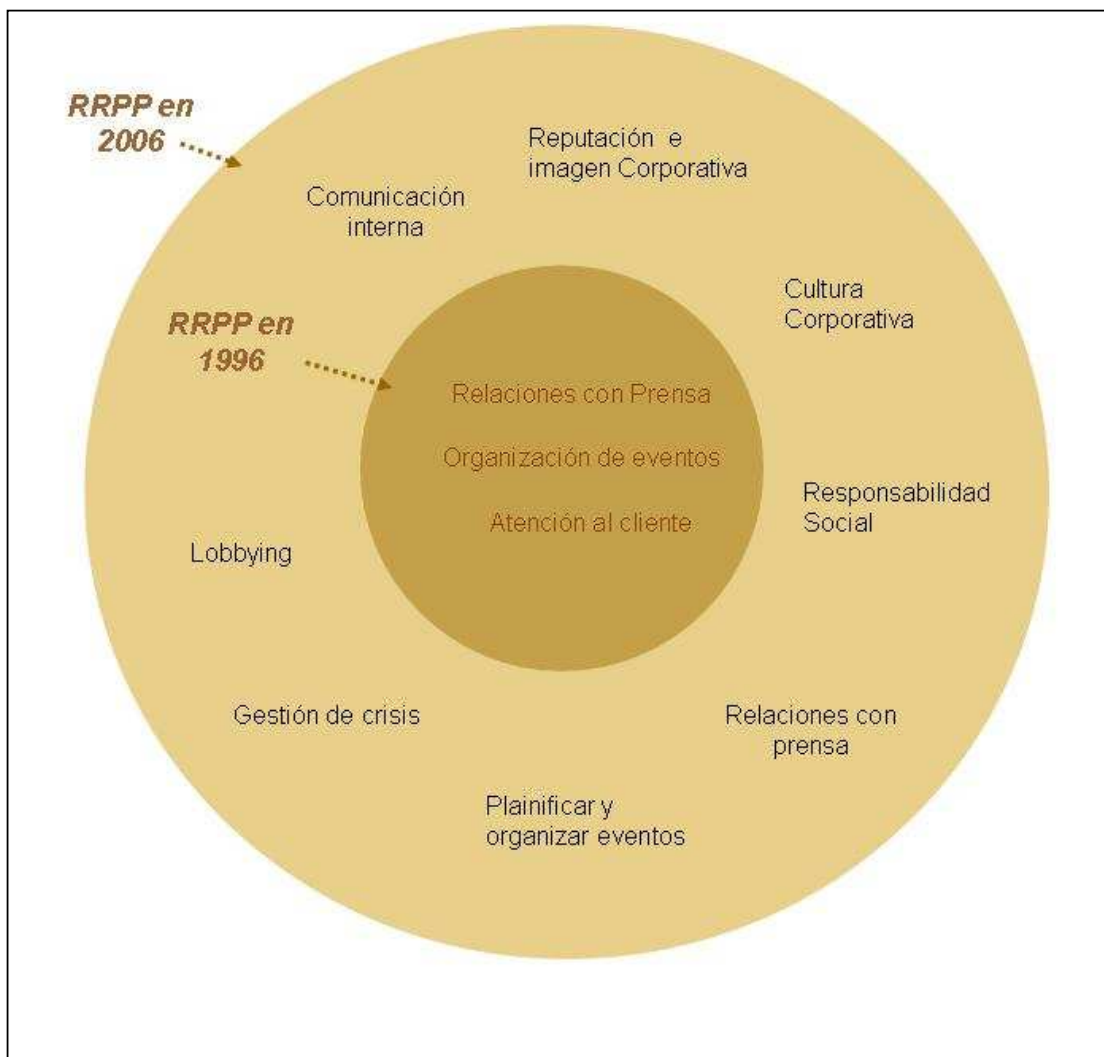 RRPP en
2006
Reputación e
imagen Corporativa
Comunicación
interna
Cultura
Corporativa
RRPP en
1996
Relaciones con Prensa
Organización de eventos
Atención al cliente
Responsabilidad
Social
Lobbying
Gestión de crisis
Relaciones con
prensa
Plainificar y
organizar eventos